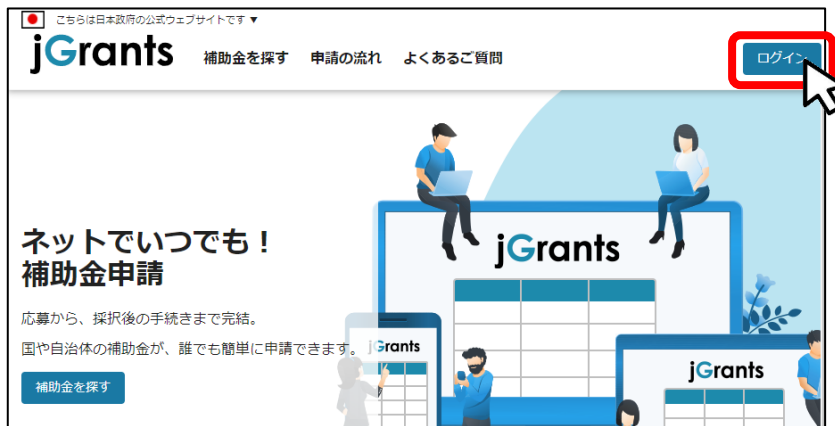 こちらは日本政府の公式ウェブサイトです ▼
jGrants 補助金を探す 申請の流れ よくあるご質問 ログイン
ネットでいつでも！
補助金申請
jGrants
応募から、採択後の手続きまで完結。
国や自治体の補助金が、誰でも簡単に申請できます。
jGrants
jGrants
補助金を探す